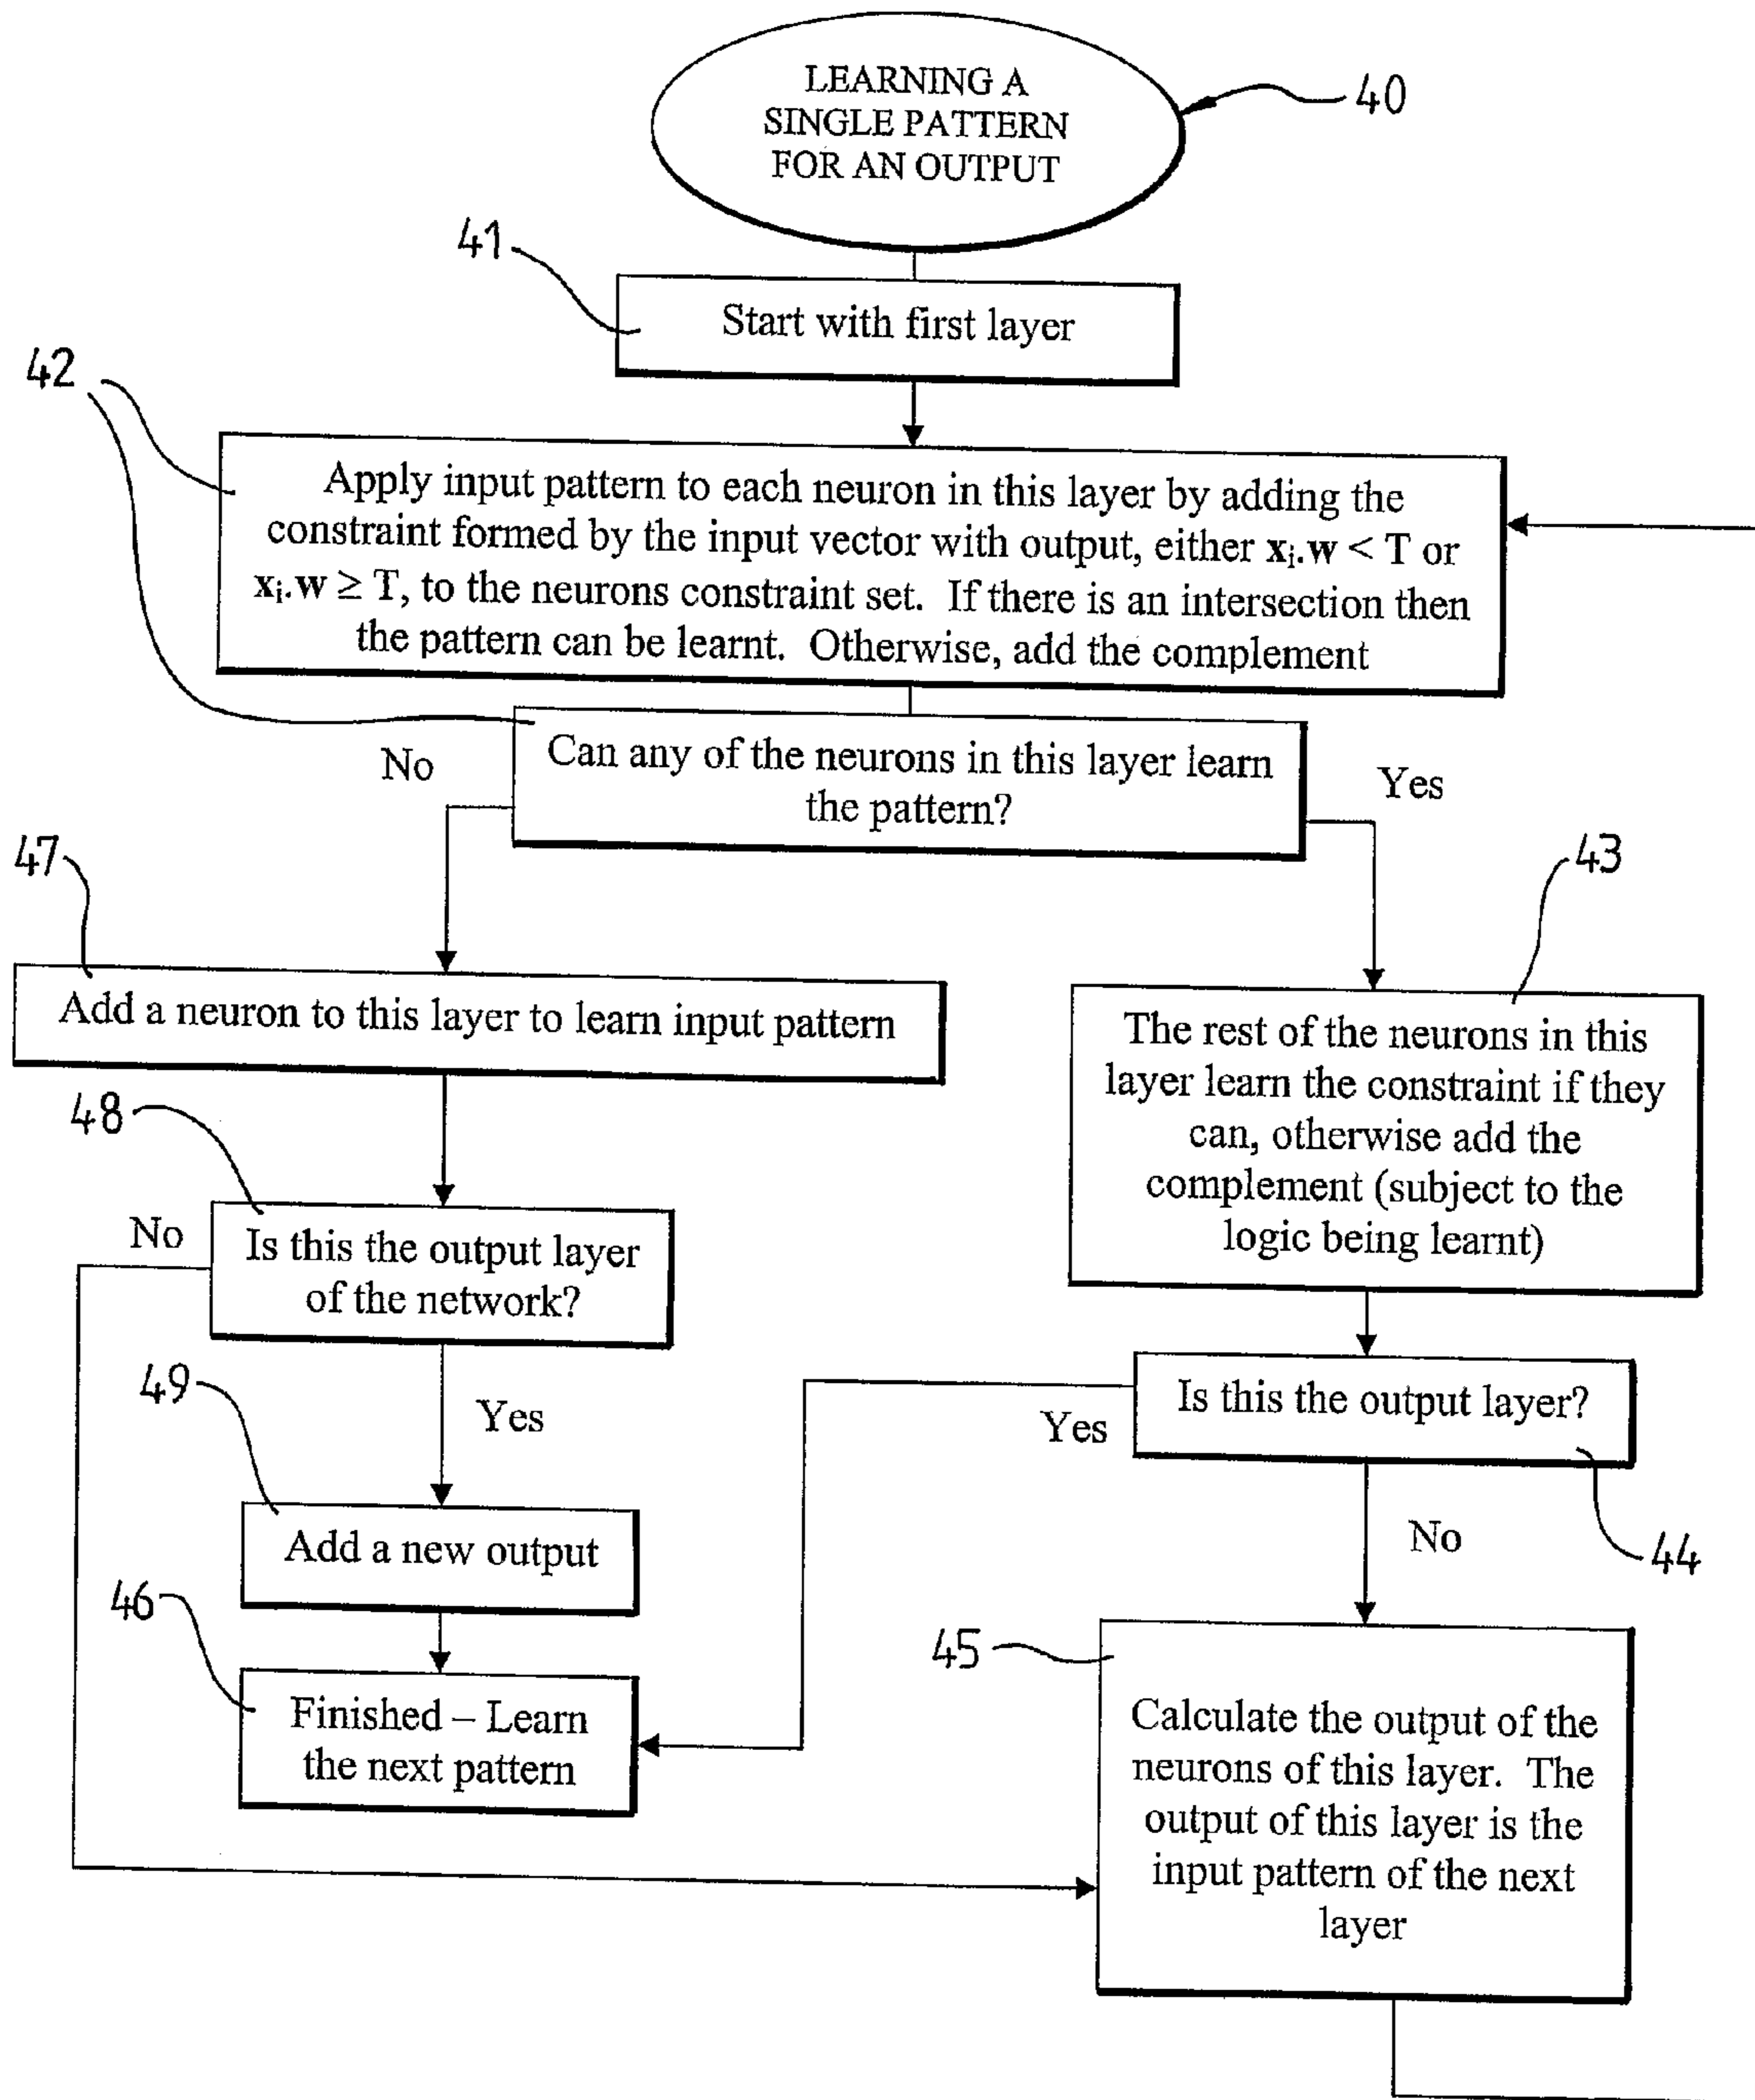 LEARNING A
SINGLE PATTERN
FOR AN OUTPUT
40
41
Start with first layer
42
Apply input pattern to each neuron in this layer by adding the
constraint formed by the input vector with output, either xᵢ.w < T or
xᵢ.w ≥ T, to the neurons constraint set. If there is an intersection then
the pattern can be learnt. Otherwise, add the complement
No
Can any of the neurons in this layer learn
the pattern?
Yes
47
43
Add a neuron to this layer to learn input pattern
The rest of the neurons in this
layer learn the constraint if they
can, otherwise add the
complement (subject to the
logic being learnt)
48
No
Is this the output layer
of the network?
49
Yes
Yes
Is this the output layer?
44
No
Add a new output
46
45
Finished – Learn
the next pattern
Calculate the output of the
neurons of this layer. The
output of this layer is the
input pattern of the next
layer